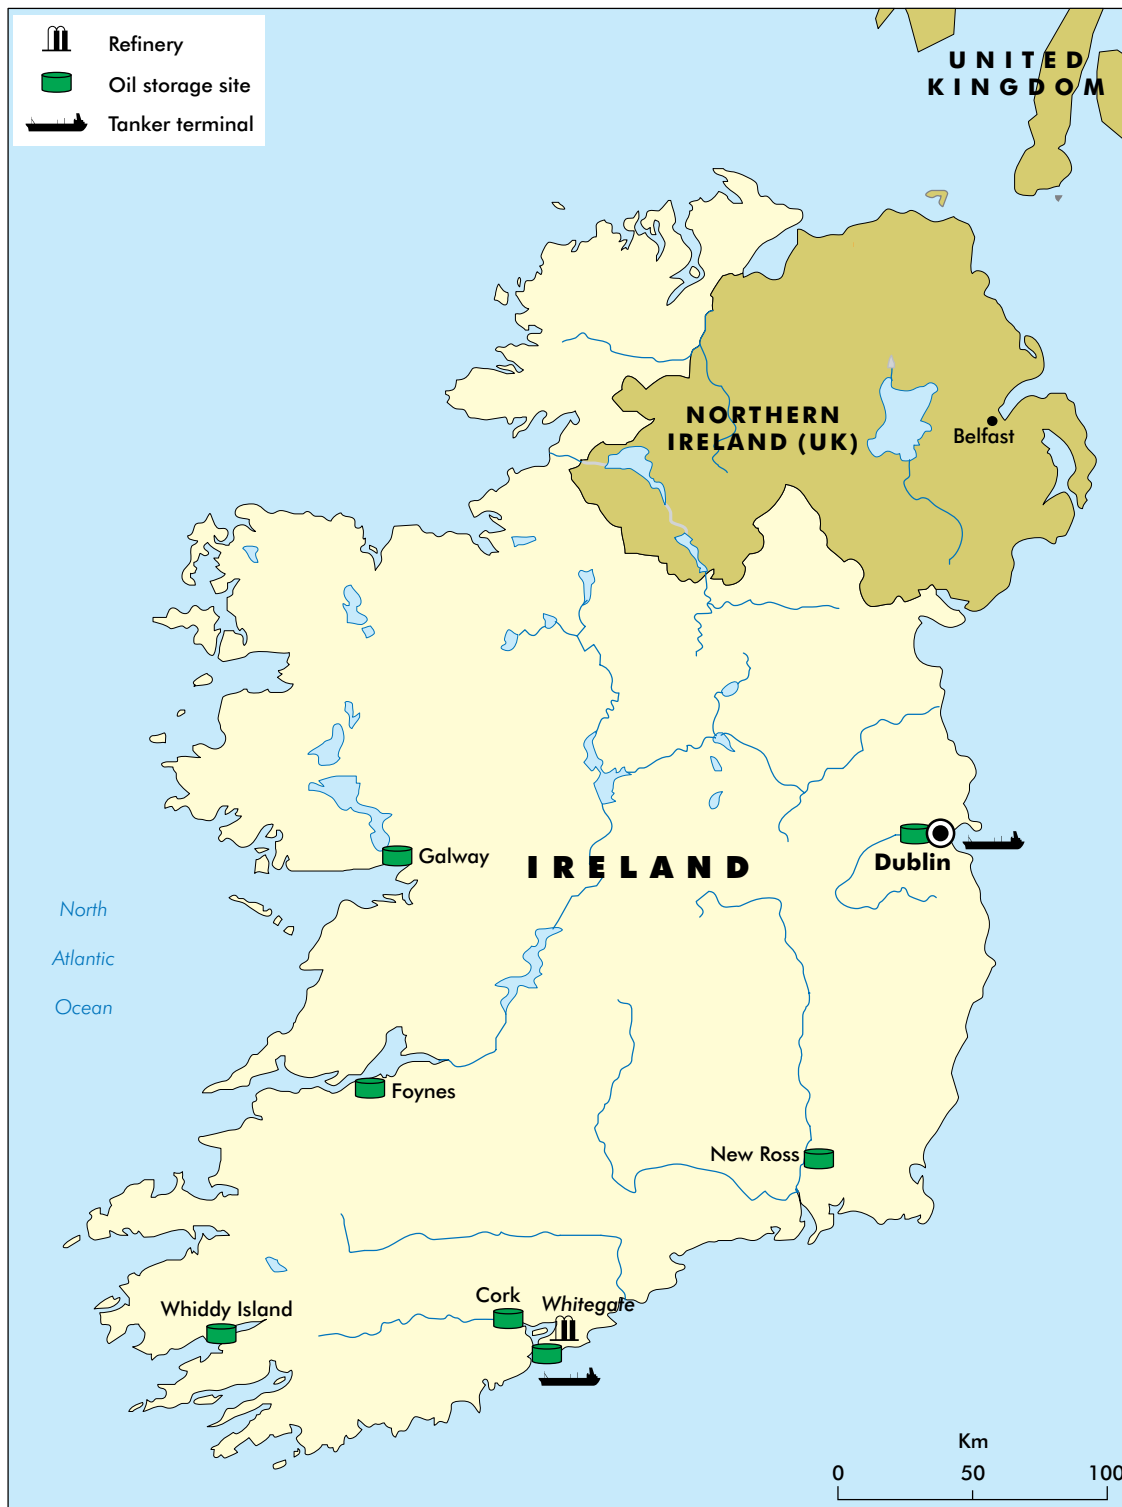 Refinery
Oil storage site
Tanker terminal
UNITED
KINGDOM
NORTHERN
IRELAND (UK)
Belfast
Galway
IRELAND
Dublin
North
Atlantic
Ocean
Foynes
New Ross
Cork
Whitegate
Whiddy Island
Km
0 50 100